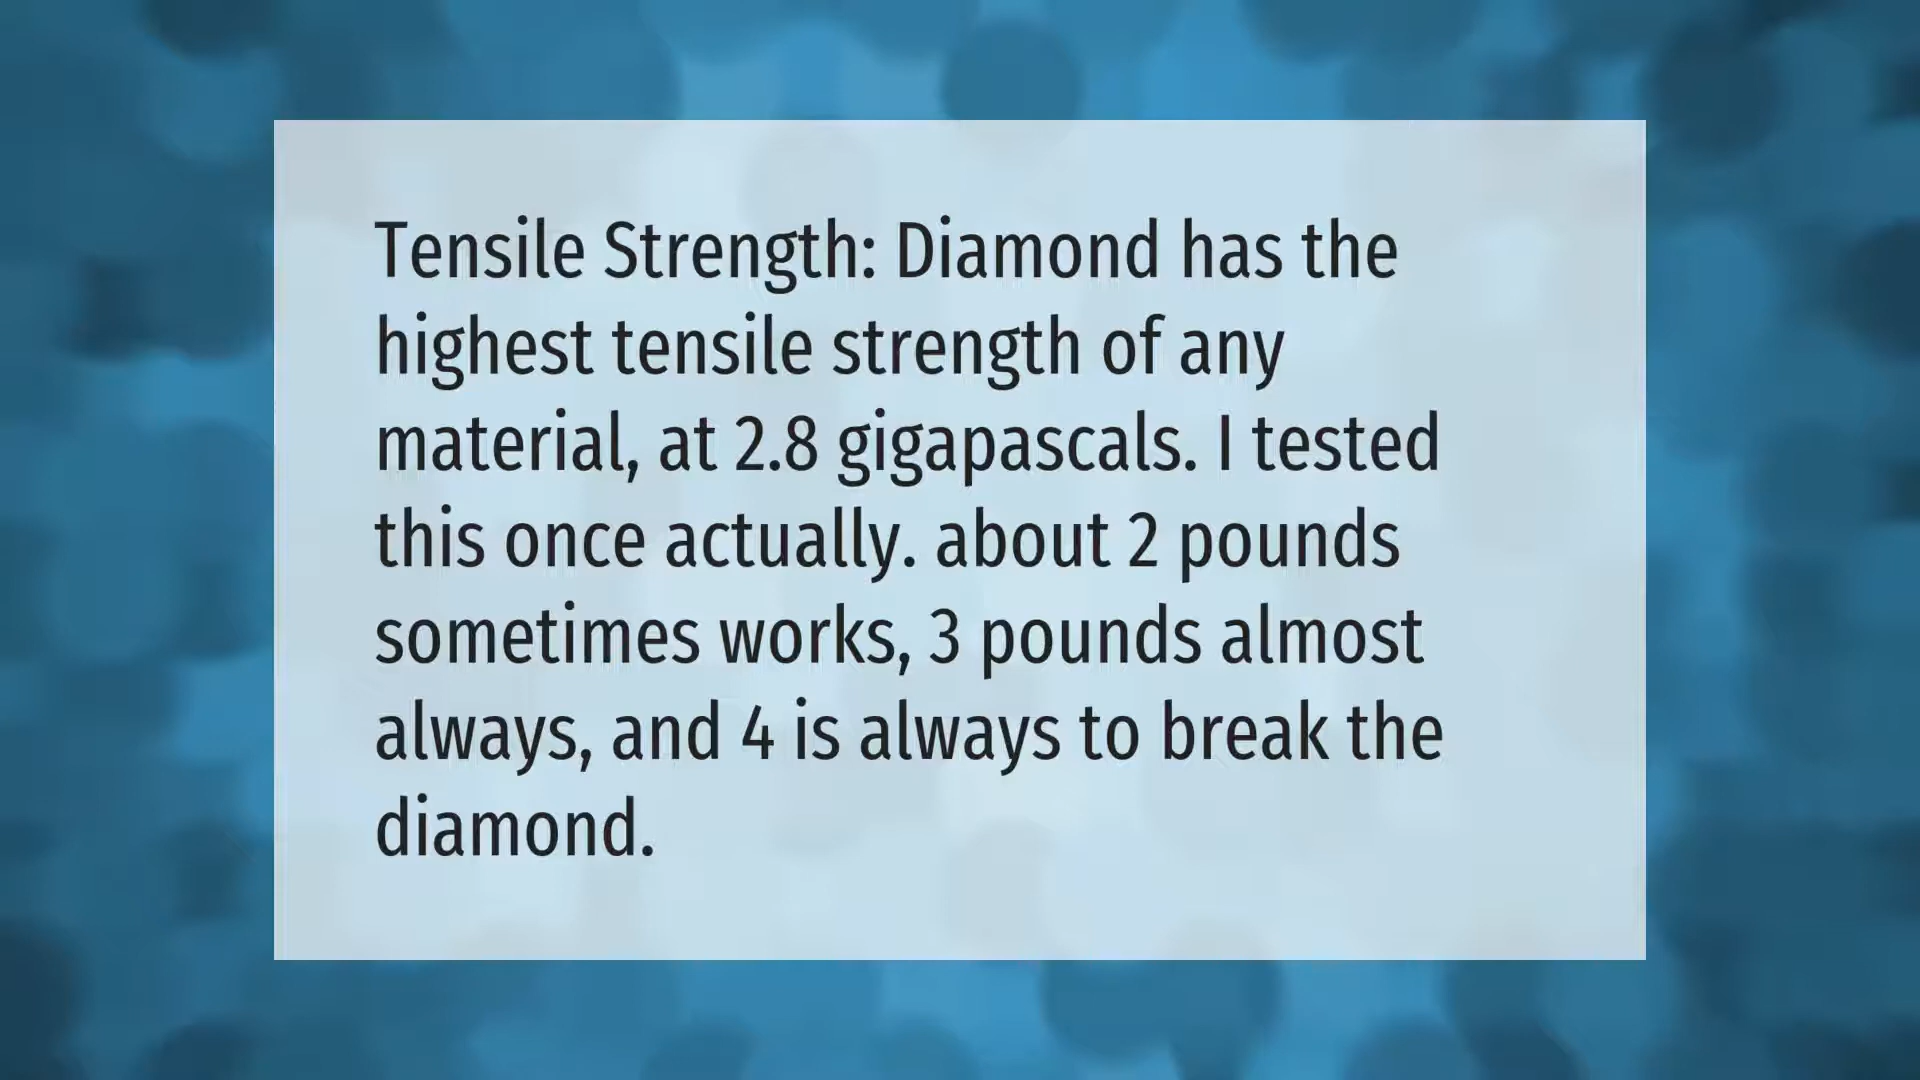 Tensile Strength: Diamond has the
highest tensile strength of any
material, at 2.8 gigapascals. I tested
this once actually. about 2 pounds
sometimes works, 3 pounds almost
always, and 4 is always to break the
diamond.